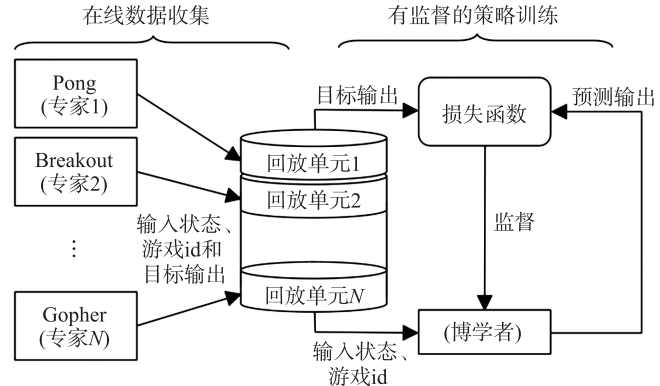 在线数据收集
有监督的策略训练
Pong
(专家1)
Breakout
(专家2)
⋮
Gopher
(专家N)
输入状态、
游戏id和
目标输出
回放单元1
回放单元2
回放单元N
目标输出
损失函数
预测输出
监督
(博学者)
输入状态、
游戏id